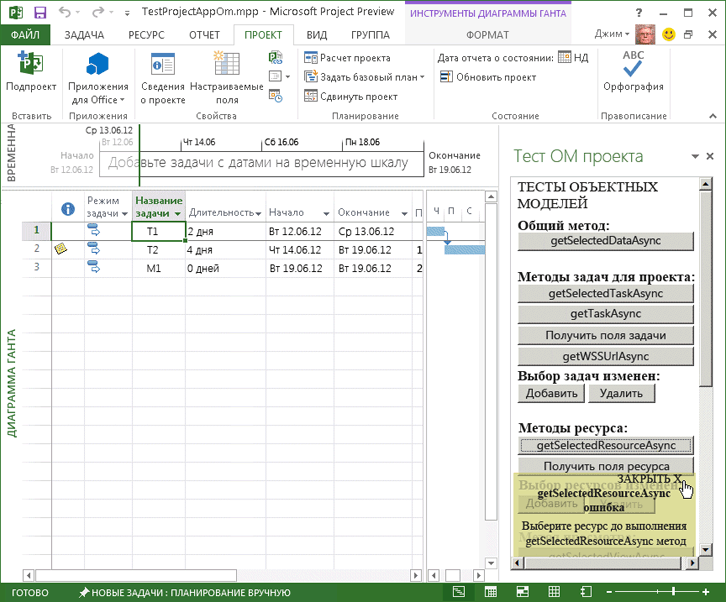 TestProjectAppOm.mpp - Microsoft Project Preview
ИНСТРУМЕНТЫ ДИАГРАММЫ ГАНТА
ФАЙЛ ЗАДАЧА РЕСУРС ОТЧЕТ ПРОЕКТ ВИД ГРУППА ФОРМАТ Джим
Подпроект
Вставить
Приложения
для Office
Приложения
Сведения
о проекте
Настраиваемые
поля
Свойства
Расчет проекта
Задать базовый план
Сдвинуть проект
Планирование
Дата отчета о состоянии: НД
Обновить проект
Состояние
ABC
Орфография
Правописание
ВРЕМЕННА
Ср 13.06.12
Вт 12.06 Чт 14.06 Сб 16.06 Пн 18.06
Начало
Вт 12.06.12
Добавьте задачи с датами на временную шкалу
Окончание
Вт 19.06.12
ДИАГРАММА ГАНТА
Режим
задачи
Название
задачи
Длительность Начало Окончание П
Ч П С
1 T1 2 дня Вт 12.06.12 Ср 13.06.12
2 T2 4 дня Чт 14.06.12 Вт 19.06.12 1
3 M1 0 дней Вт 19.06.12 Вт 19.06.12 2
Тест ОМ проекта
ТЕСТЫ ОБЪЕКТНЫХ
МОДЕЛЕЙ
Общий метод:
getSelectedDataAsync
Методы задач для проекта:
getSelectedTaskAsync
getTaskAsync
Получить поля задачи
getWSSUrlAsync
Выбор задач изменен:
Добавить Удалить
Методы ресурса:
getSelectedResourceAsync
Получить поля ресурса
ЗАКРЫТЬ X
Выбор ресурсов изменен:
getSelectedResourceAsync
ошибка
Добавить Удалить
Выберите ресурс до выполнения
getSelectedResourceAsync метод
getSelectedViewAsync
ГОТОВО НОВЫЕ ЗАДАЧИ : ПЛАНИРОВАНИЕ ВРУЧНУЮ